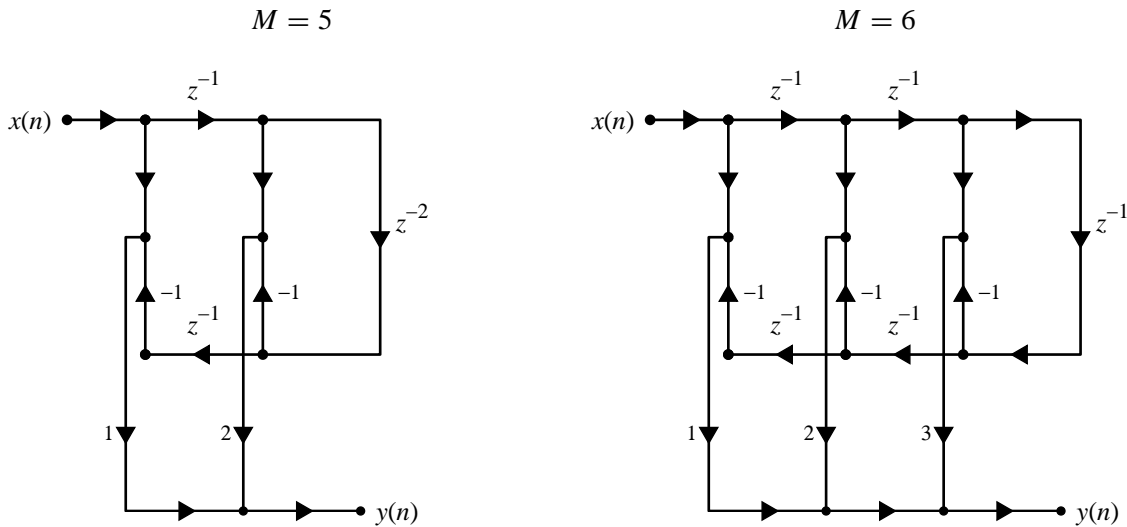 M = 5
M = 6
z^{-1}
z^{-1}
z^{-1}
x(n)
x(n)
z^{-2}
z^{-1}
–1
–1
–1
–1
–1
z^{-1}
z^{-1}
z^{-1}
1
2
1
2
3
y(n)
y(n)